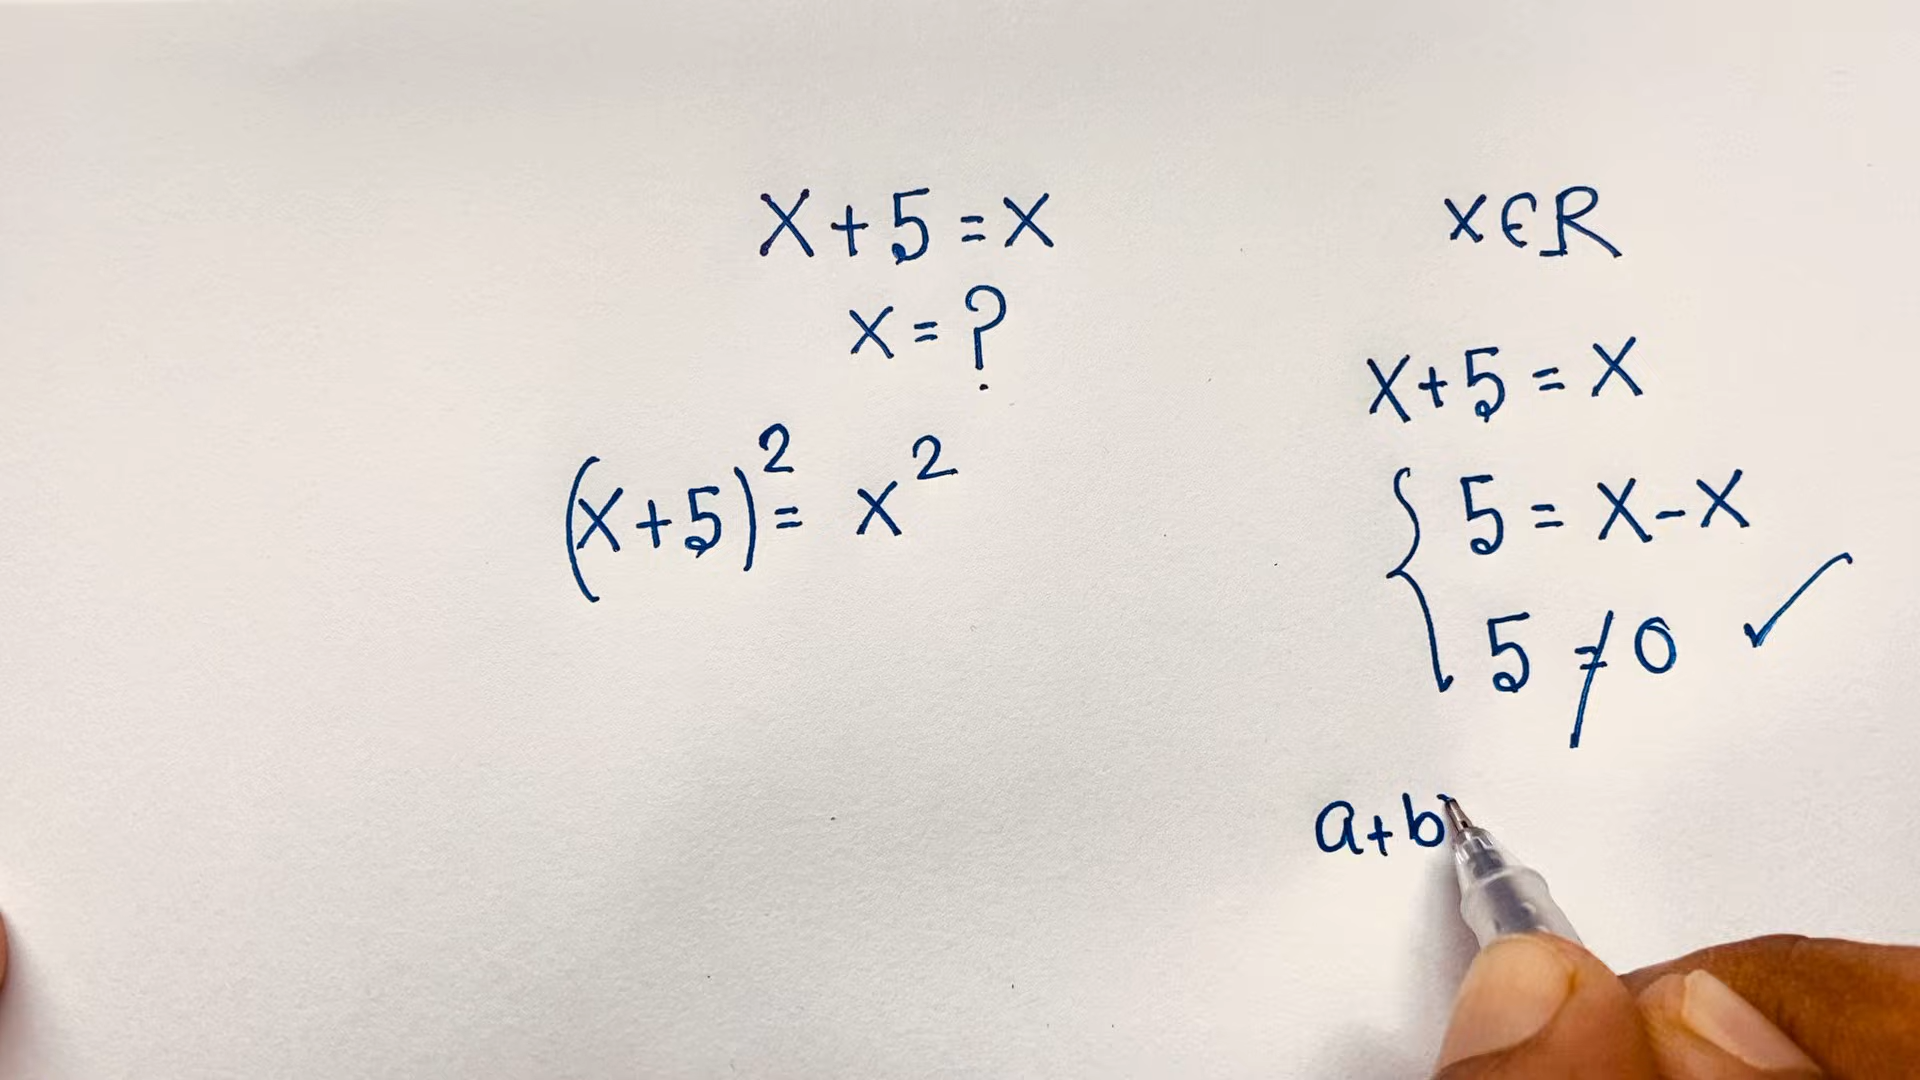 x+5=x
x=?
(x+5)²= x²
x∈R
x+5=x
5=x-x
5≠0 ✓
a+b